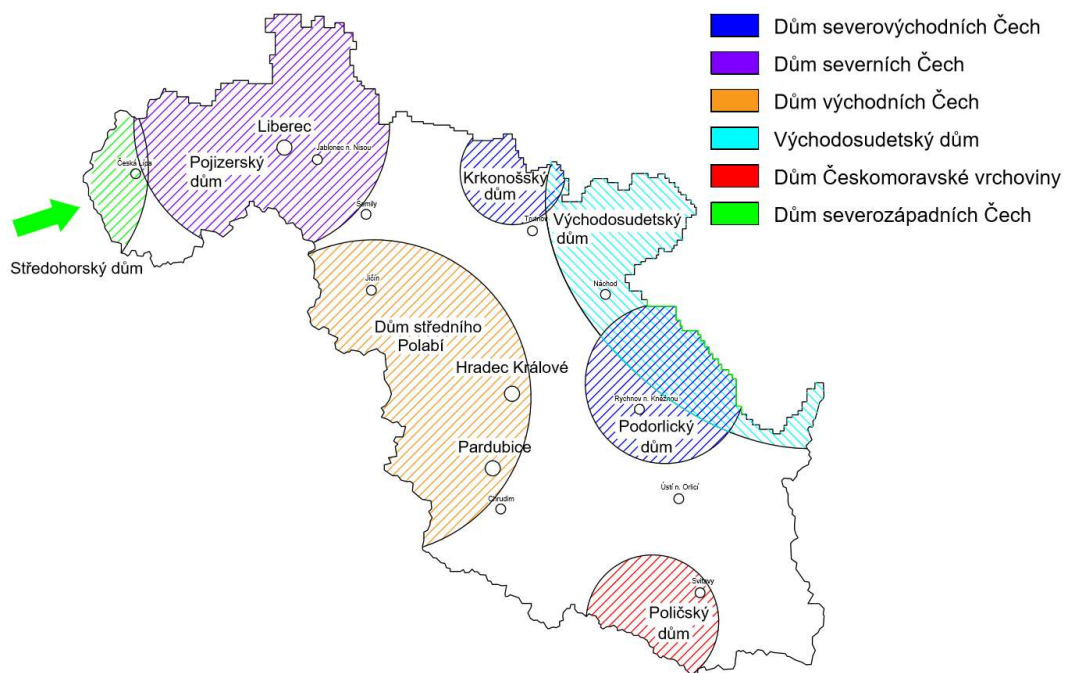 Dům severovýchodních Čech
Dům severních Čech
Dům východních Čech
Východosudetský dům
Dům Českomoravské vrchoviny
Dům severozápadních Čech
Liberec
Jablonec n. Nisou
Česká Lípa
Pojizerský
dům
Semily
Středohorský dům
Krkonošský
dům
Trutnov
Východosudetský
dům
Náchod
Jičín
Dům středního
Polabí
Hradec Králové
Rychnov n. Kněžnou
Podorlický
dům
Pardubice
Chrudim
Ústí n. Orlicí
Svitavy
Poličský
dům